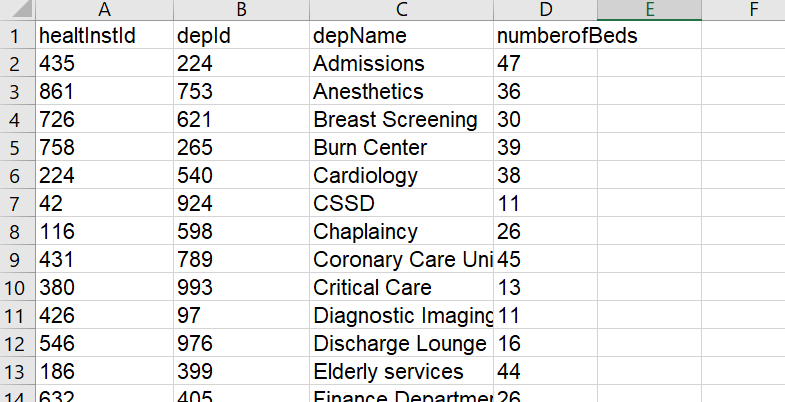 A B C D E F
1 healtInstId depId depName numberofBeds
2 435 224 Admissions 47
3 861 753 Anesthetics 36
4 726 621 Breast Screening 30
5 758 265 Burn Center 39
6 224 540 Cardiology 38
7 42 924 CSSD 11
8 116 598 Chaplaincy 26
9 431 789 Coronary Care Uni 45
10 380 993 Critical Care 13
11 426 97 Diagnostic Imaging 11
12 546 976 Discharge Lounge 16
13 186 399 Elderly services 44
14 632 405 Finance Departmer 26